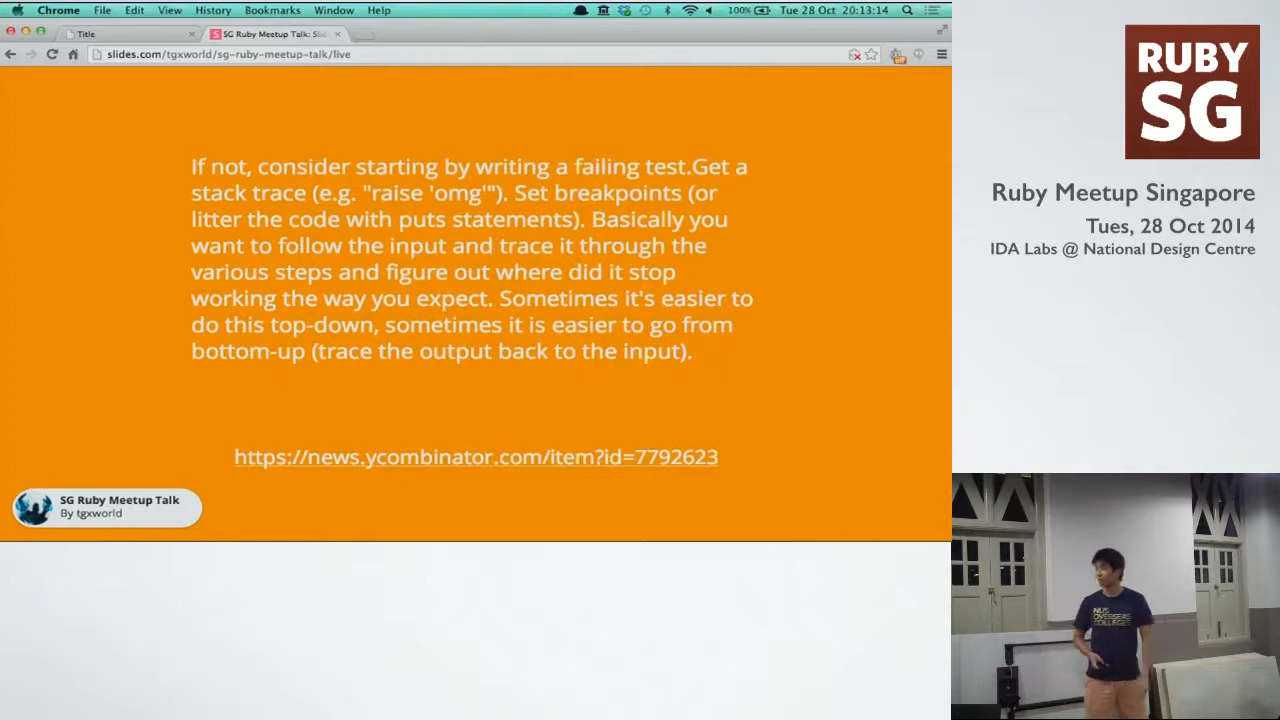 Chrome File Edit View History Bookmarks Window Help 100% Tue 28 Oct 20:13:14
Title
SG Ruby Meetup Talk: Slid
slides.com/tgxworld/sg-ruby-meetup-talk/live
If not, consider starting by writing a failing test.Get a
stack trace (e.g. "raise 'omg'"). Set breakpoints (or
litter the code with puts statements). Basically you
want to follow the input and trace it through the
various steps and figure out where did it stop
working the way you expect. Sometimes it's easier to
do this top-down, sometimes it is easier to go from
bottom-up (trace the output back to the input).
https://news.ycombinator.com/item?id=7792623
SG Ruby Meetup Talk
By tgxworld
RUBY
SG
Ruby Meetup Singapore
Tues, 28 Oct 2014
IDA Labs @ National Design Centre
NUS
OVERSEAS
COLLEGES